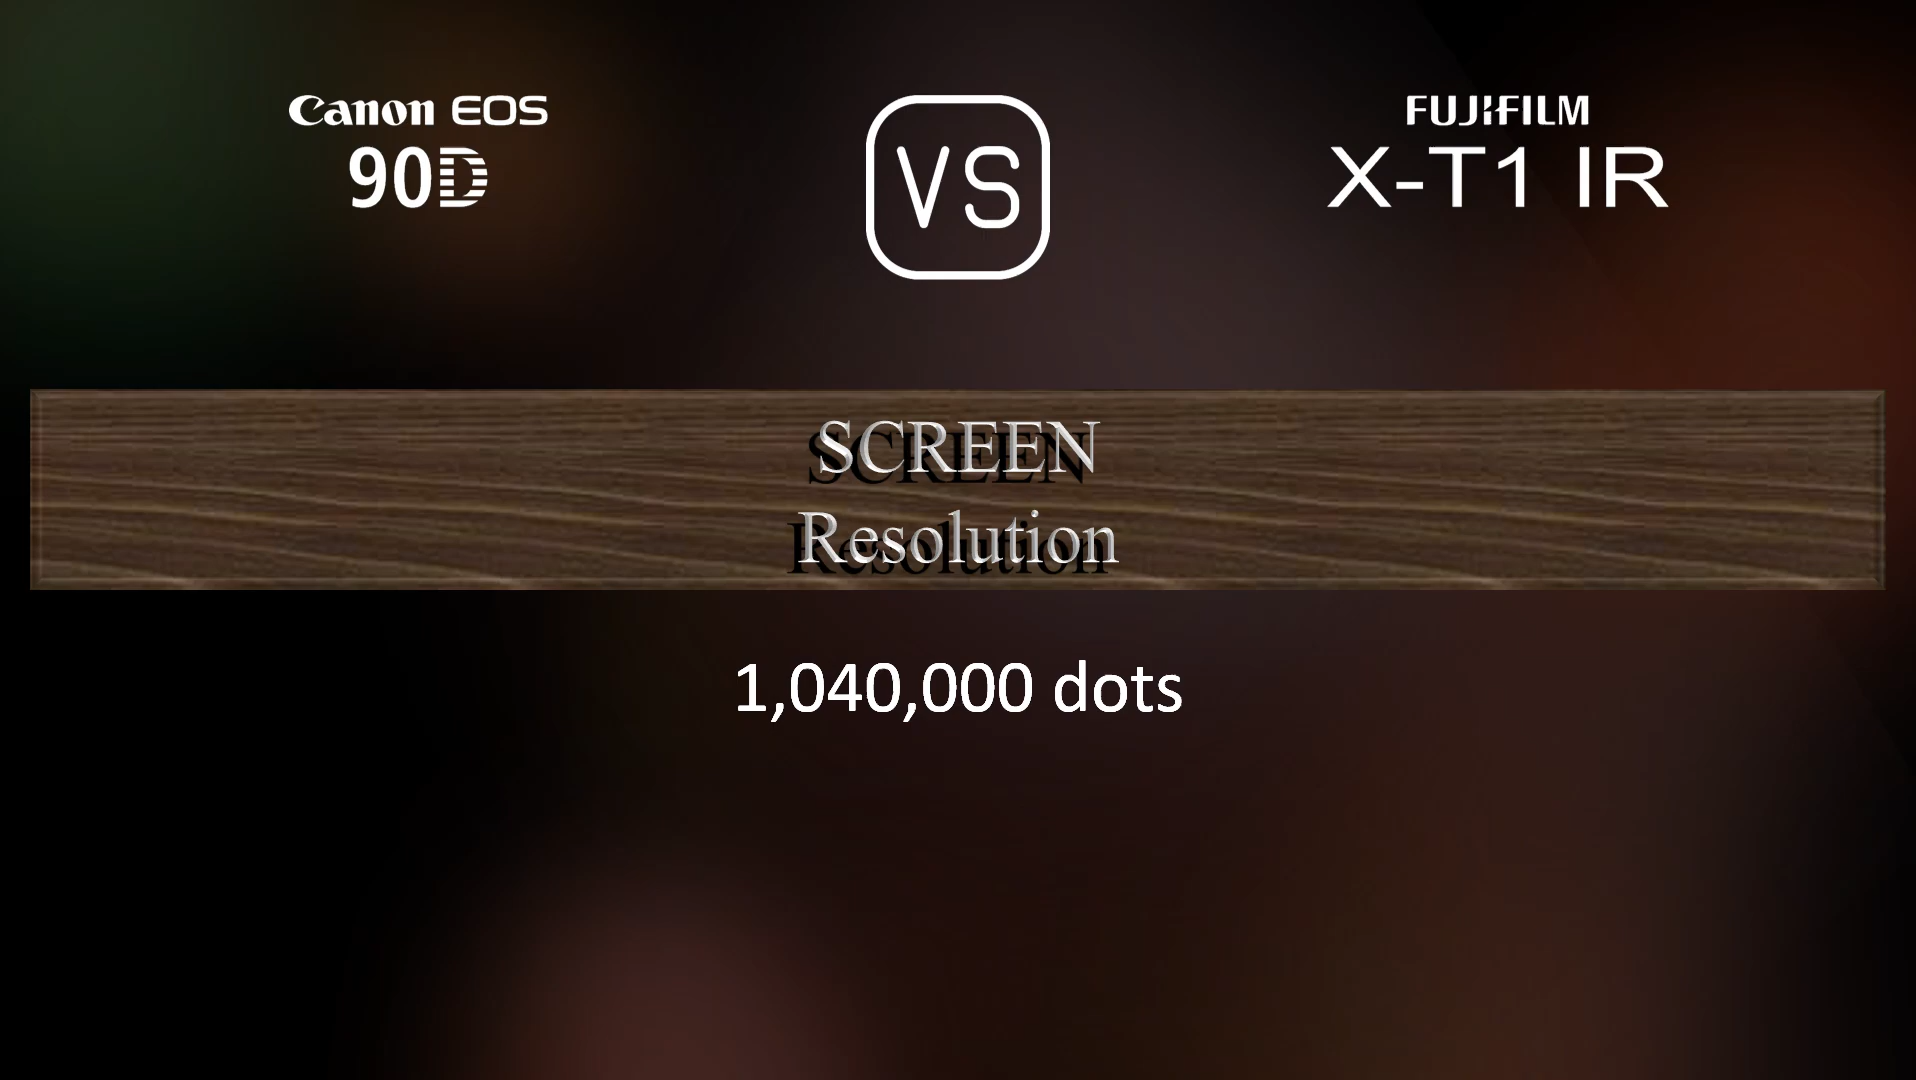 Canon EOS
90D
VS
FUJIFILM
X-T1 IR
SCREEN
Resolution
1,040,000 dots